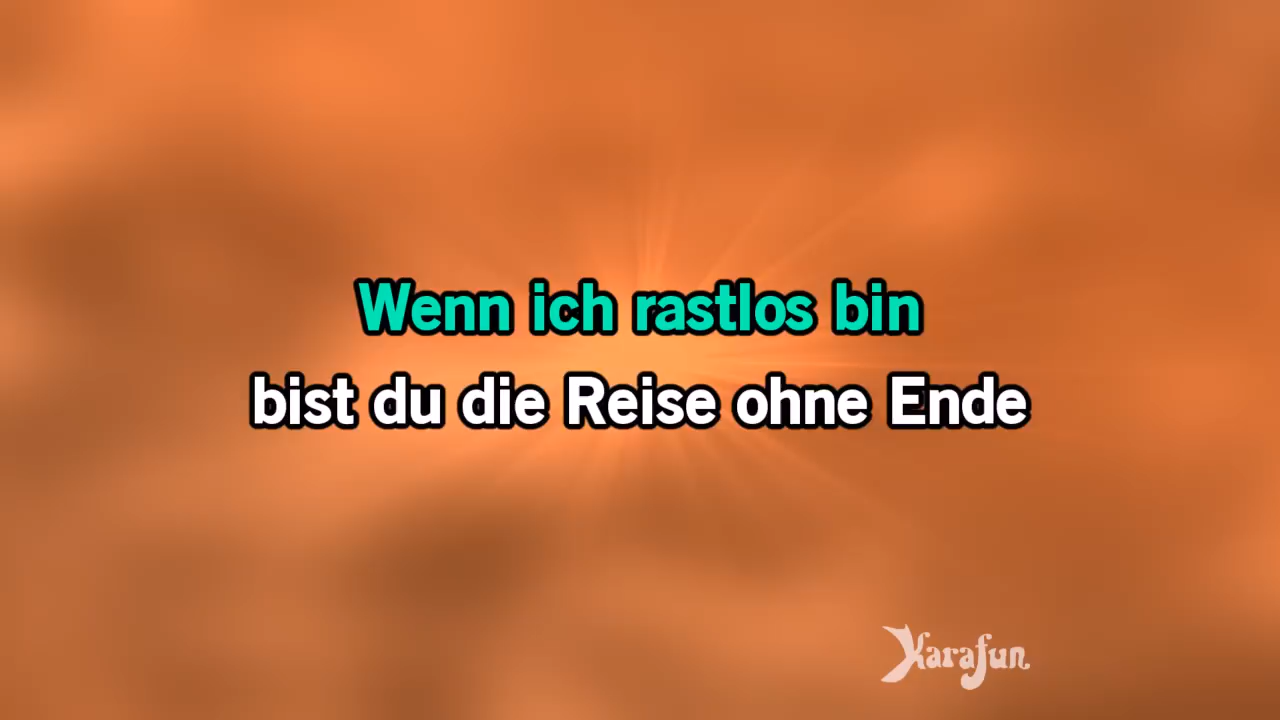 Wenn ich rastlos bin
bist du die Reise ohne Ende
Karafun